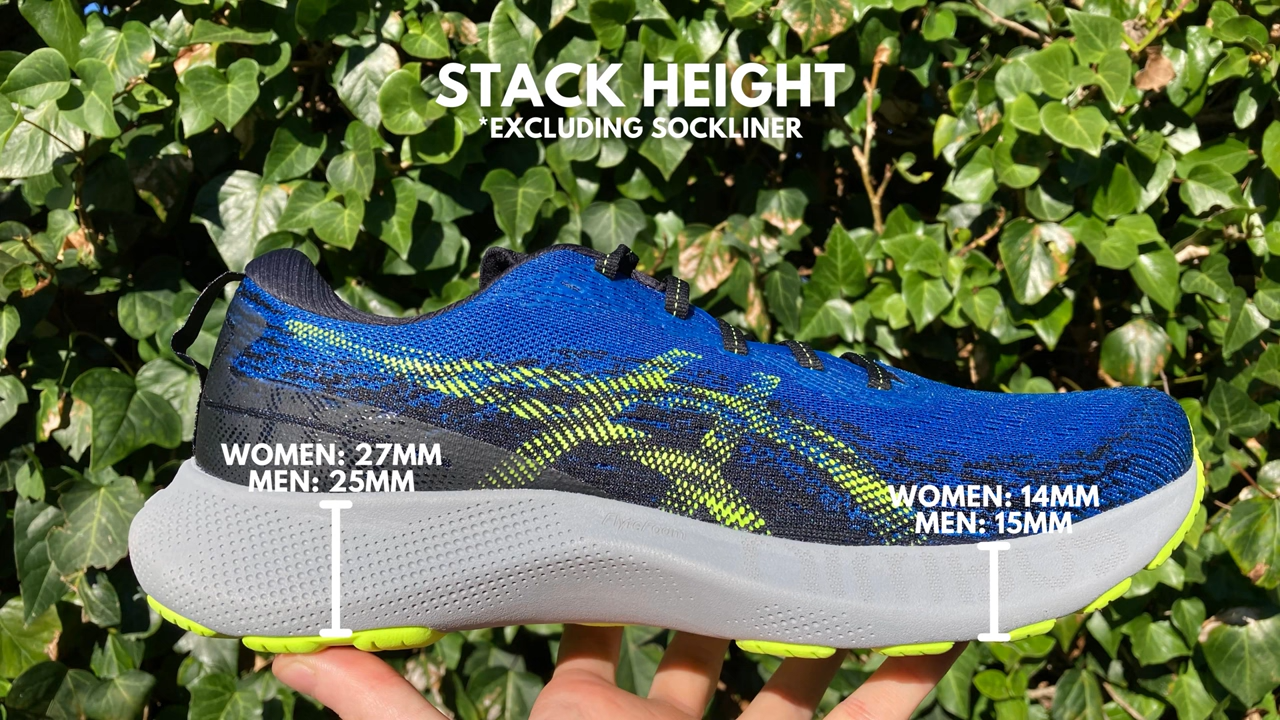 STACK HEIGHT
*EXCLUDING SOCKLINER
WOMEN: 27MM
MEN: 25MM
WOMEN: 14MM
MEN: 15MM